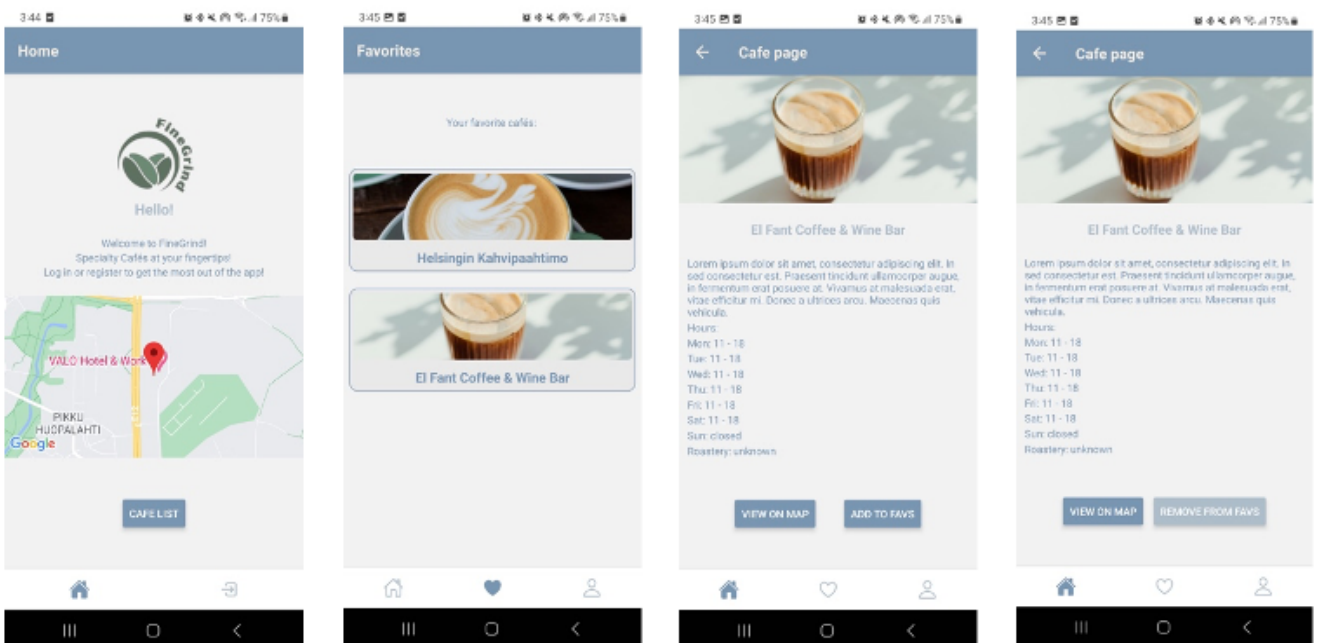 3:44
75%
Home
FineGrind
Hello!
Welcome to FineGrind!
Specialty Cafés at your fingertips!
Log in or register to get the most out of the app!
VALO Hotel & Work
PIKKU
HUOPALAHTI
Google
CAFE LIST
3:45
75%
Favorites
Your favorite cafés:
Helsingin Kahvipaahtimo
El Fant Coffee & Wine Bar
3:45
75%
Cafe page
El Fant Coffee & Wine Bar
Lorem ipsum dolor sit amet, consectetur adipiscing elit. In
sed consectetur est. Praesent tincidunt ullamcorper augue,
in fermentum erat posuere at. Vivamus at malesuada erat,
vitae efficitur mi. Donec a ultrices arcu. Maecenas quis
vehicula.
Hours:
Mon: 11 - 18
Tue: 11 - 18
Wed: 11 - 18
Thu: 11 - 18
Fri: 11 - 18
Sat: 11 - 18
Sun: closed
Roastery: unknown
VIEW ON MAP
ADD TO FAVS
3:45
75%
Cafe page
El Fant Coffee & Wine Bar
Lorem ipsum dolor sit amet, consectetur adipiscing elit. In
sed consectetur est. Praesent tincidunt ullamcorper augue,
in fermentum erat posuere at. Vivamus at malesuada erat,
vitae efficitur mi. Donec a ultrices arcu. Maecenas quis
vehicula.
Hours:
Mon: 11 - 18
Tue: 11 - 18
Wed: 11 - 18
Thu: 11 - 18
Fri: 11 - 18
Sat: 11 - 18
Sun: closed
Roastery: unknown
VIEW ON MAP
REMOVE FROM FAVS